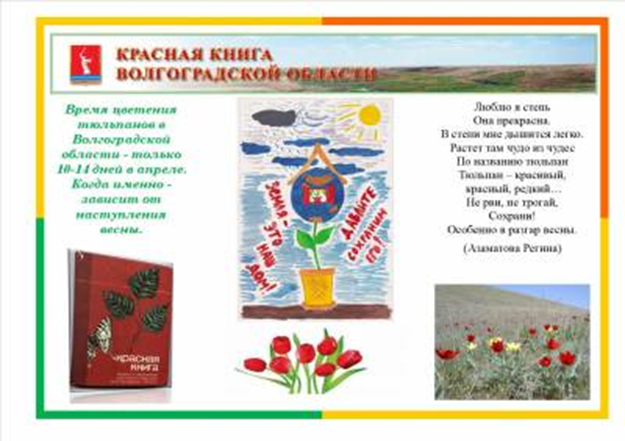 КРАСНАЯ КНИГА
ВОЛГОГРАДСКОЙ ОБЛАСТИ
Время цветения
тюльпанов в
Волгоградской
области - только
10-14 дней в апреле.
Когда именно -
зависит от
наступления
весны.
ЗЕМЛЯ -
ЭТО
НАШ
ДОМ!
ДАВАЙТЕ
СОХРАНИМ
ЕГО!
Люблю я степь
Она прекрасна.
В степи мне дышится легко.
Растет там чудо из чудес
По названию тюльпан
Тюльпан – красивый,
красный, редкий…
Не рви, не трогай,
Сохрани!
Особенно в разгар весны.
(Азаматова Регина)
Красная
книга